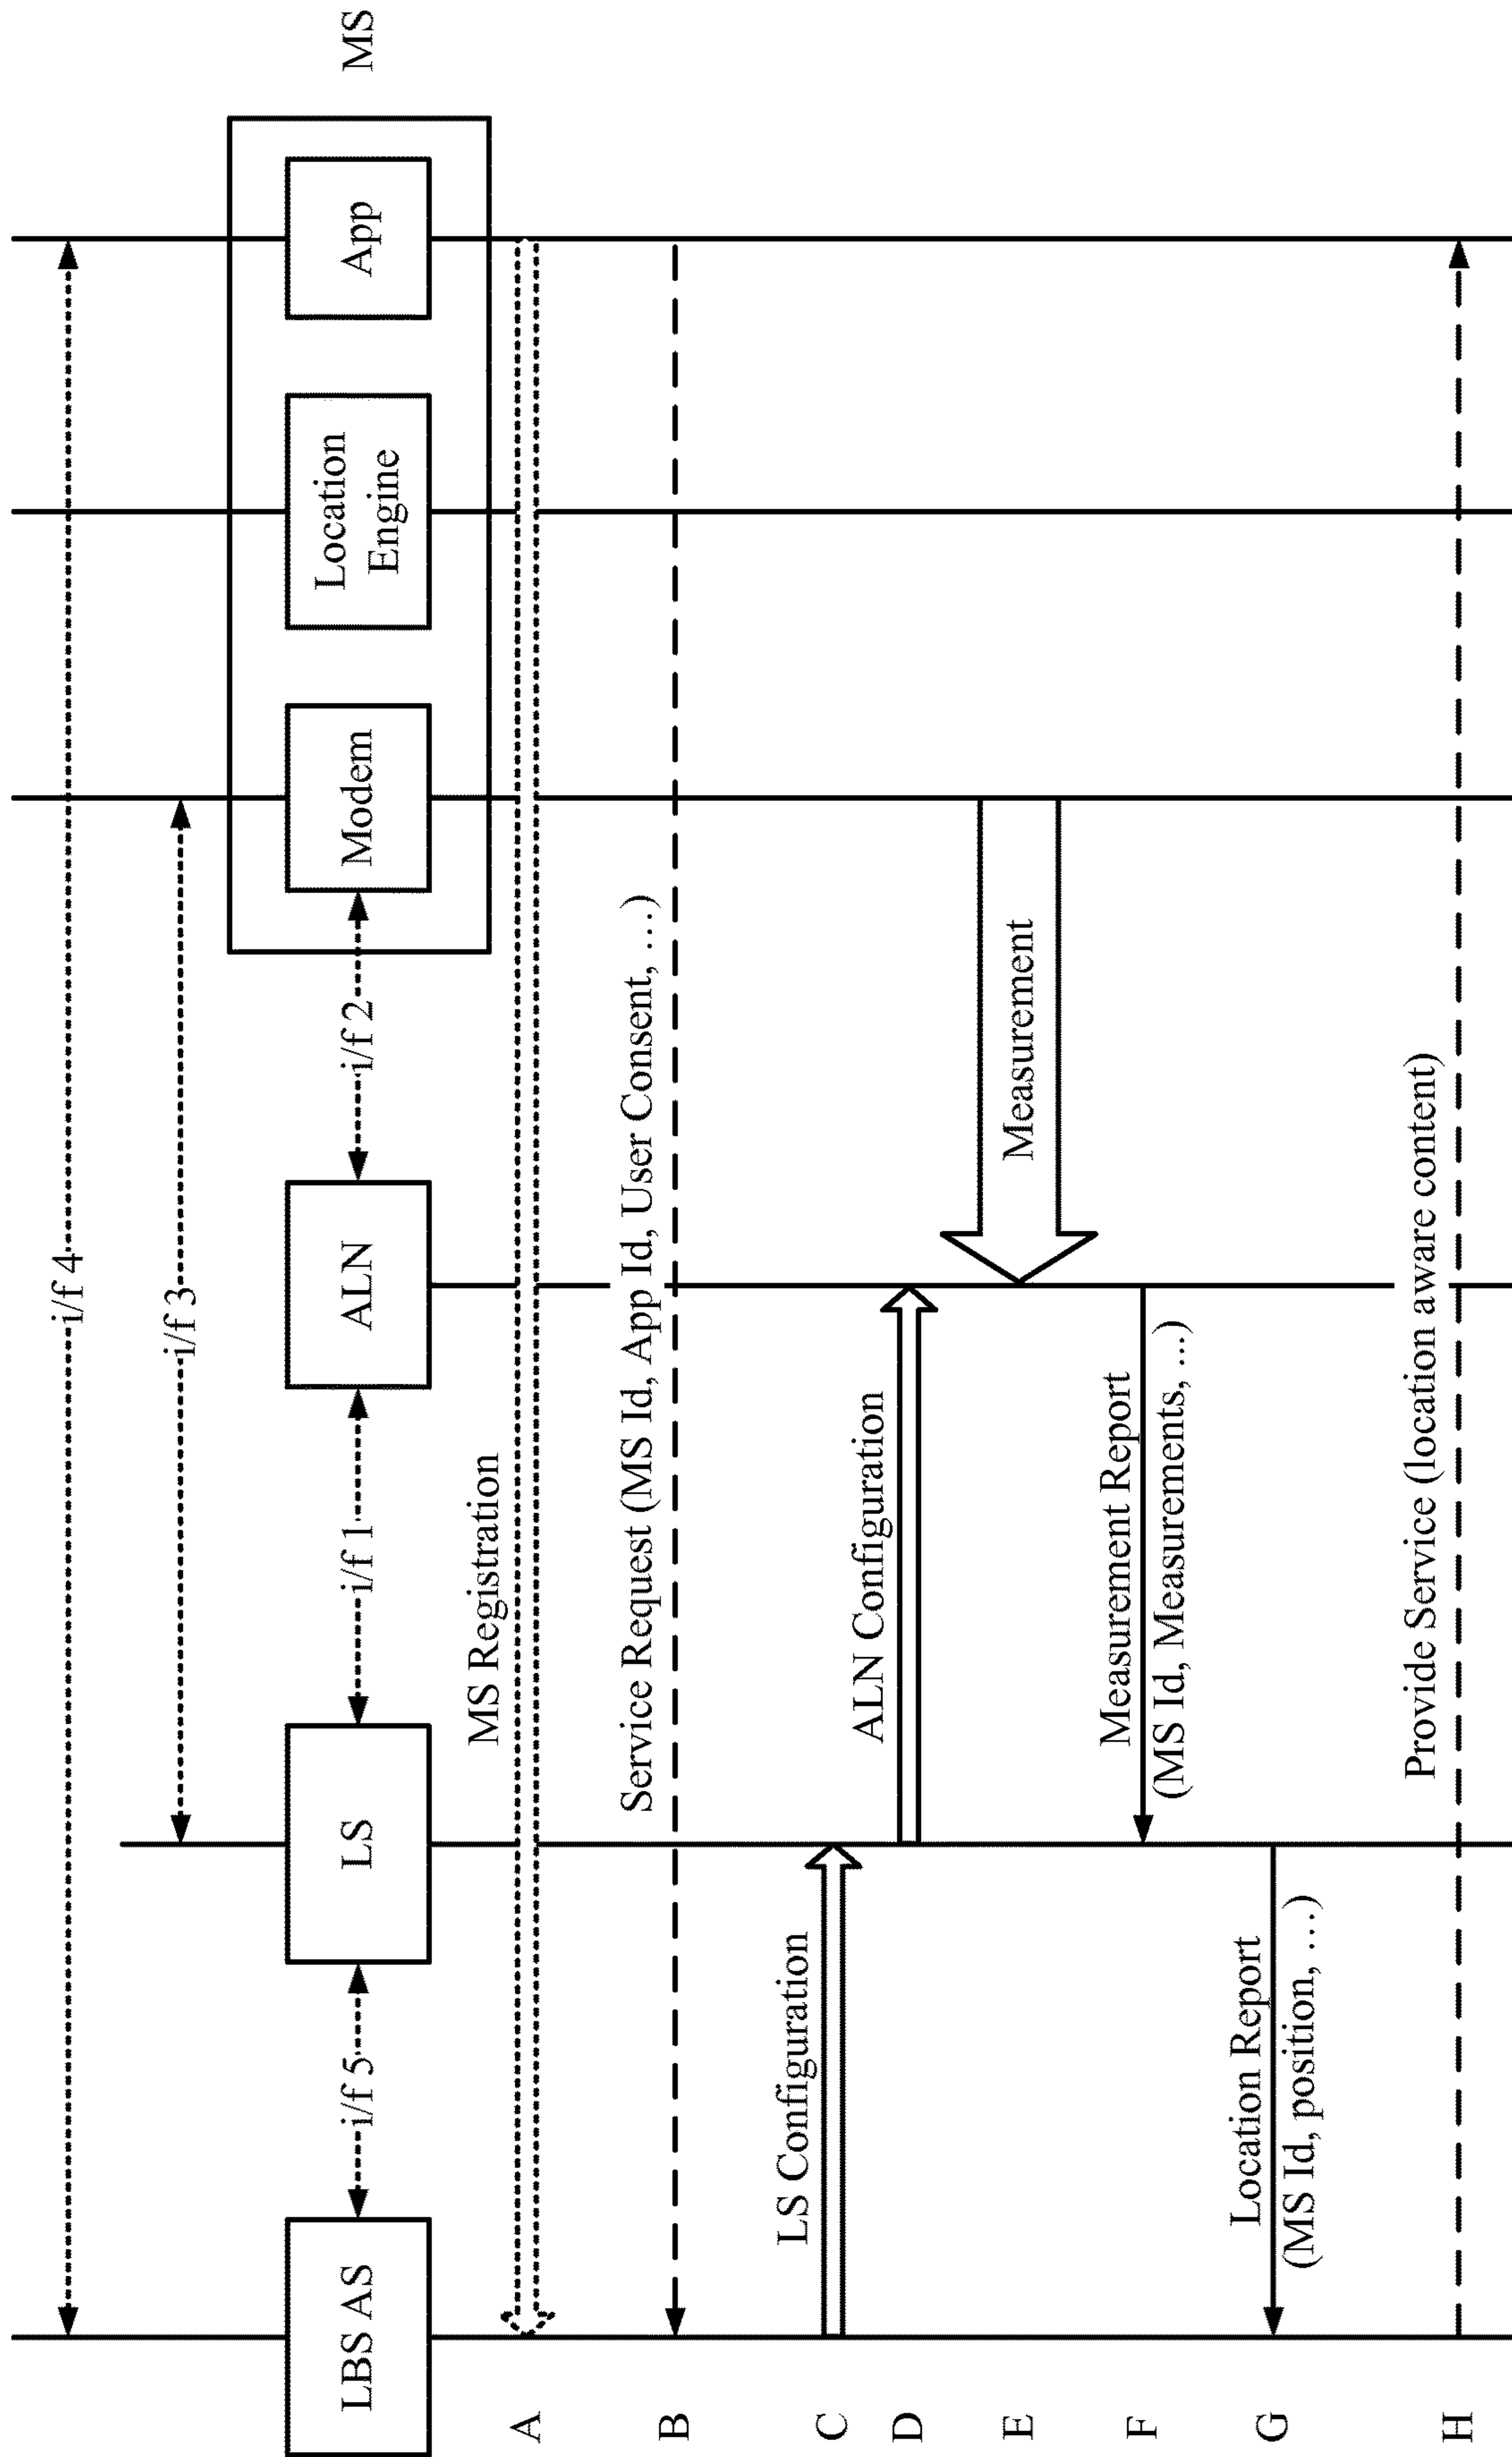 i/f 4
i/f 3
LBS AS
i/f 5
LS
i/f 1
ALN
i/f 2
Modem
Location
Engine
App
MS
A
MS Registration
B
Service Request (MS Id, App Id, User Consent, …)
C
LS Configuration
D
ALN Configuration
E
Measurement
F
Measurement Report
(MS Id, Measurements, …)
G
Location Report
(MS Id, position, …)
H
Provide Service (location aware content)